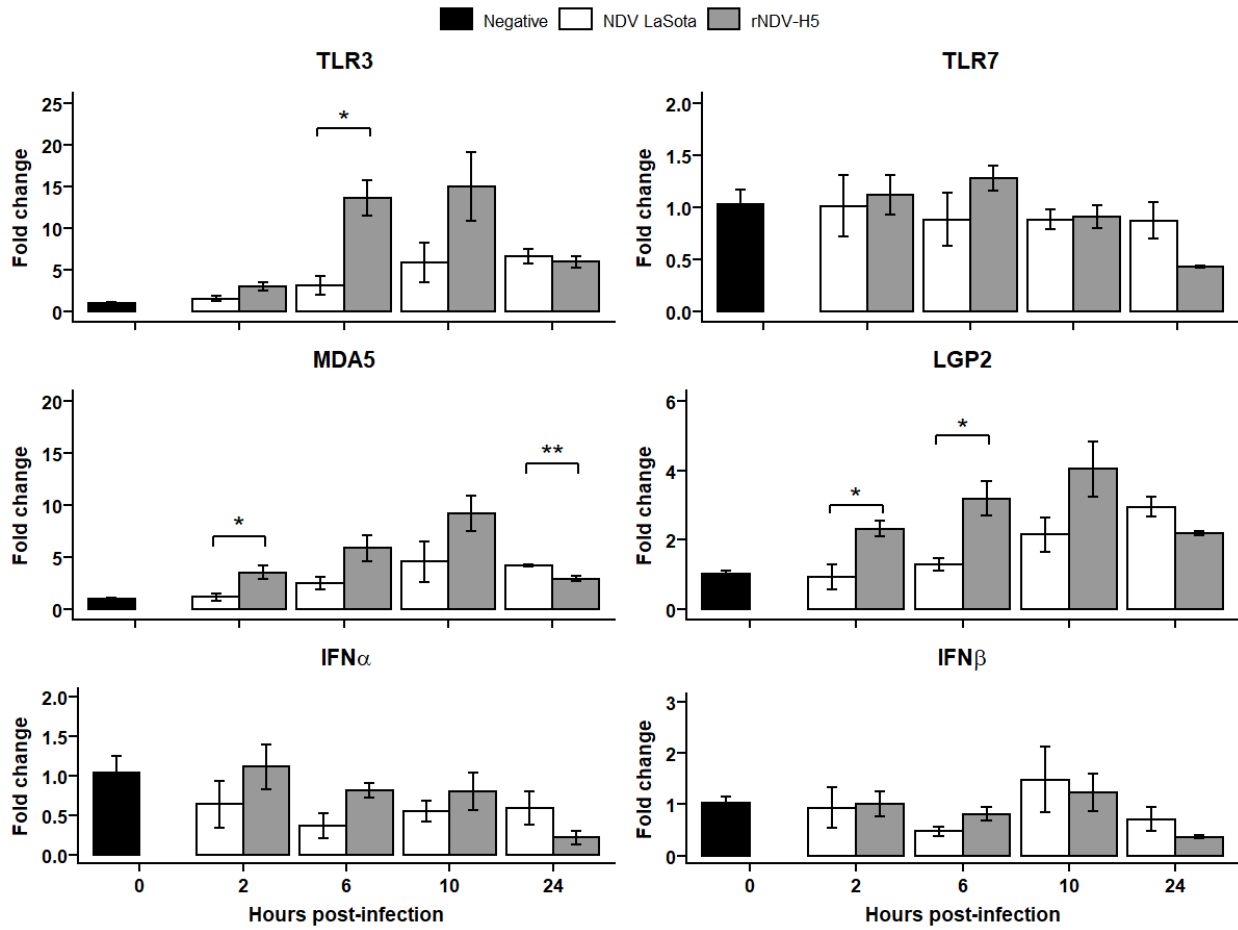 Negative NDV LaSota rNDV-H5
TLR3
TLR7
Fold change
25
20
15
10
5
0
*
Fold change
2.0
1.5
1.0
0.5
0.0
MDA5
LGP2
Fold change
20
15
10
5
0
*
**
Fold change
6
4
2
0
*
*
IFNα
IFNβ
Fold change
2.0
1.5
1.0
0.5
0.0
0 2 6 10 24
Hours post-infection
Fold change
3
2
1
0
0 2 6 10 24
Hours post-infection